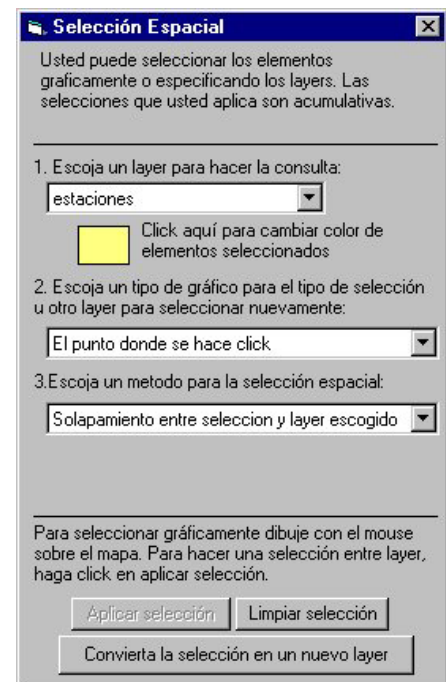 Selección Espacial
Usted puede seleccionar los elementos
graficamente o especificando los layers. Las
selecciones que usted aplica son acumulativas.
1. Escoja un layer para hacer la consulta:
estaciones
Click aquí para cambiar color de
elementos seleccionados
2. Escoja un tipo de gráfico para el tipo de selección
u otro layer para seleccionar nuevamente:
El punto donde se hace click
3.Escoja un metodo para la selección espacial:
Solapamiento entre seleccion y layer escogido
Para seleccionar gráficamente dibuje con el mouse
sobre el mapa. Para hacer una selección entre layer,
haga click en aplicar selección.
Aplicar selección Limpiar selección
Convierta la selección en un nuevo layer